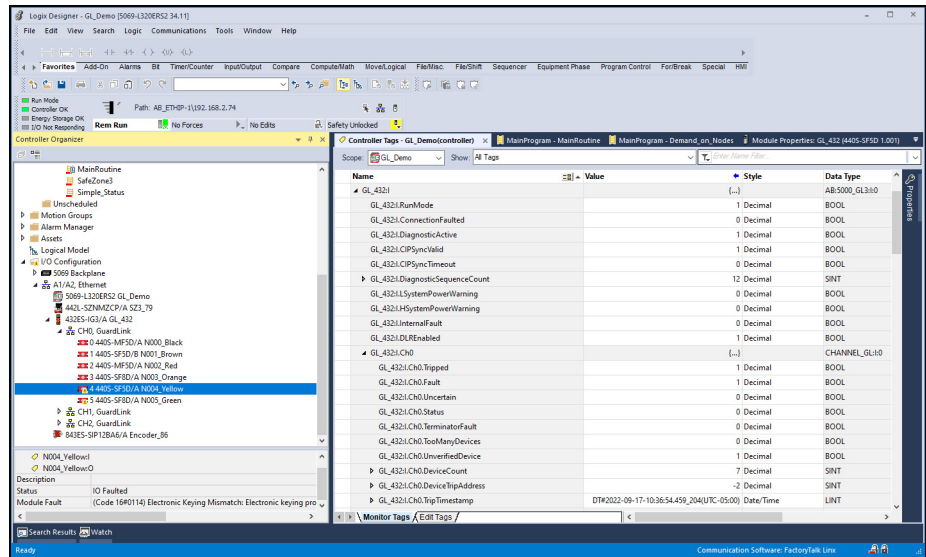 Logix Designer - GL_Demo [5069-L320ERS2 34.11]
File Edit View Search Logic Communications Tools Window Help
Favorites Add-On Alarms Bit Timer/Counter Input/Output Compare Compute/Math Move/Logical File/Misc. File/Shift Sequencer Equipment Phase Program Control For/Break Special HMI
Run Mode
Controller OK
Energy Storage OK
I/O Not Responding
Path: AB_ETHIP-1\192.168.2.74
Rem Run No Forces No Edits Safety Unlocked
Controller Organizer
MainRoutine
SafeZone3
Simple_Status
Unscheduled
Motion Groups
Alarm Manager
Assets
Logical Model
I/O Configuration
5069 Backplane
A1/A2, Ethernet
5069-L320ERS2 GL_Demo
442L-SZNMZCP/A SZ3_79
432ES-IG3/A GL_432
CH0, GuardLink
0 440S-MF5D/A N000_Black
1 440S-SF5D/B N001_Brown
2 440S-MF5D/A N002_Red
3 440S-SF8D/A N003_Orange
4 440S-SF5D/A N004_Yellow
5 440S-SF8D/A N005_Green
CH1, GuardLink
CH2, GuardLink
843ES-SIP12BA6/A Encoder_86
N004_Yellow:I
N004_Yellow:O
Description
Status IO Faulted
Module Fault (Code 16#0114) Electronic Keying Mismatch: Electronic keying pro
Controller Tags - GL_Demo(controller) MainProgram - MainRoutine MainProgram - Demand_on_Nodes Module Properties: GL_432 (440S-SF5D 1.001)
Scope: GL_Demo Show: All Tags Enter Name Filter...
Name Value Style Data Type
GL_432:I {...} AB:5000_GL3:I:0
GL_432:I.RunMode 1 Decimal BOOL
GL_432:I.ConnectionFaulted 0 Decimal BOOL
GL_432:I.DiagnosticActive 1 Decimal BOOL
GL_432:I.CIPSyncValid 1 Decimal BOOL
GL_432:I.CIPSyncTimeout 0 Decimal BOOL
GL_432:I.DiagnosticSequenceCount 12 Decimal SINT
GL_432:I.LSystemPowerWarning 0 Decimal BOOL
GL_432:I.HSystemPowerWarning 0 Decimal BOOL
GL_432:I.InternalFault 0 Decimal BOOL
GL_432:I.DLREnabled 1 Decimal BOOL
GL_432:I.Ch0 {...} CHANNEL_GL:I:0
GL_432:I.Ch0.Tripped 1 Decimal BOOL
GL_432:I.Ch0.Fault 1 Decimal BOOL
GL_432:I.Ch0.Uncertain 0 Decimal BOOL
GL_432:I.Ch0.Status 0 Decimal BOOL
GL_432:I.Ch0.TerminatorFault 0 Decimal BOOL
GL_432:I.Ch0.TooManyDevices 0 Decimal BOOL
GL_432:I.Ch0.UnverifiedDevice 1 Decimal BOOL
GL_432:I.Ch0.DeviceCount 7 Decimal SINT
GL_432:I.Ch0.DeviceTripAddress -2 Decimal SINT
GL_432:I.Ch0.TripTimestamp DT#2022-09-17-10:36:54.459_204(UTC-05:00) Date/Time LINT
Monitor Tags Edit Tags
Properties
Search Results Watch
Ready Communication Software: FactoryTalk Linx